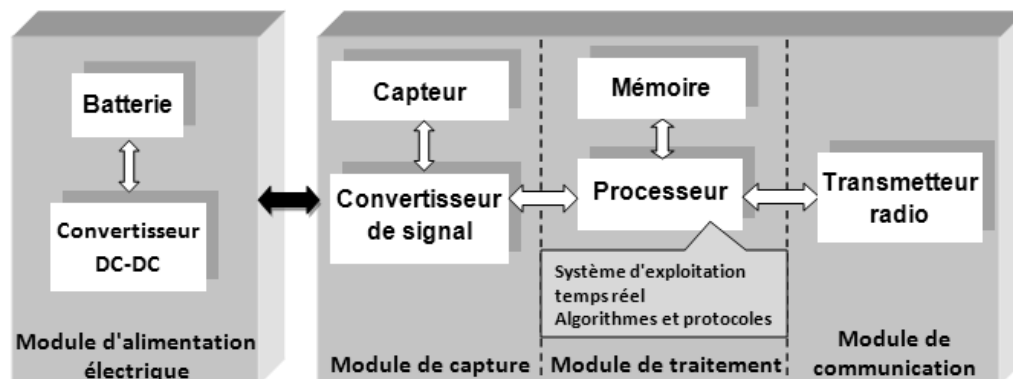 Batterie
Convertisseur
DC-DC
Module d'alimentation
électrique
Capteur
Convertisseur
de signal
Module de capture
Mémoire
Processeur
Système d'exploitation
temps réel
Algorithmes et protocoles
Module de traitement
Transmetteur
radio
Module de
communication